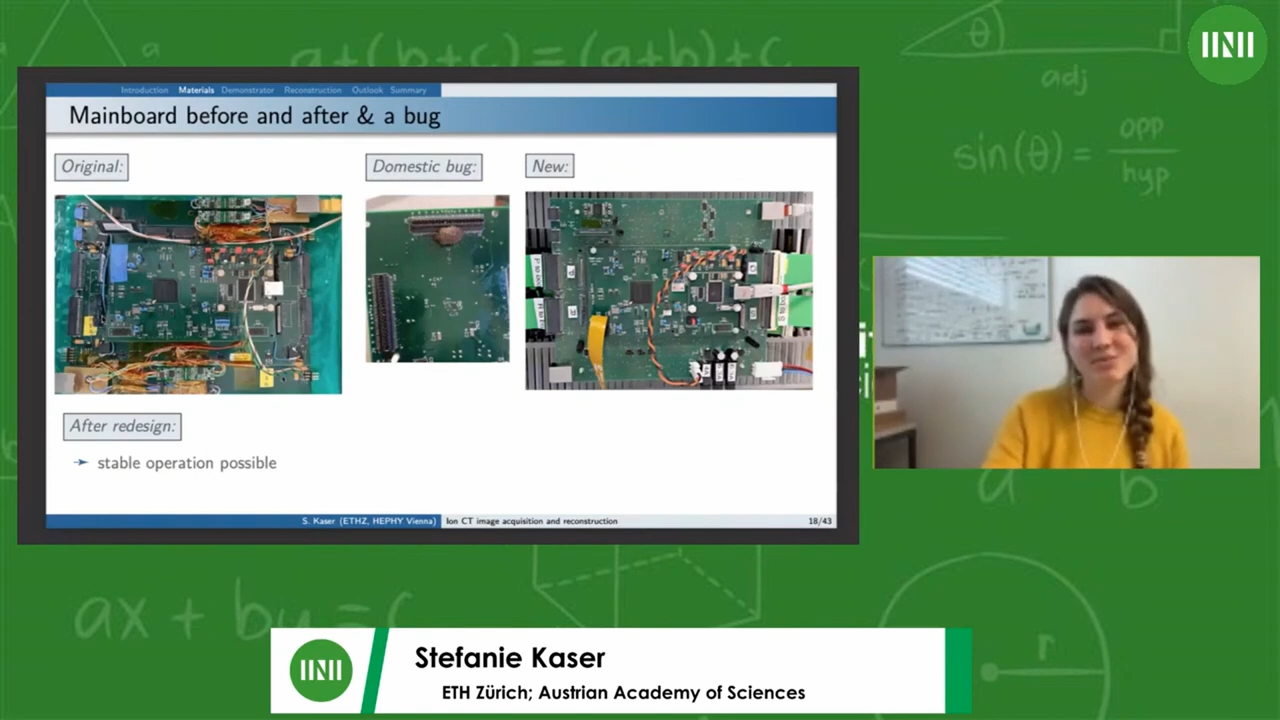 a+(b+c)=(a+b)+c
a
θ
adj
sin(θ) = opp
hyp
Introduction Materials Demonstrator Reconstruction Outlook Summary
Mainboard before and after & a bug
Original:
Domestic bug:
New:
After redesign:
stable operation possible
S. Kaser (ETHZ, HEPHY Vienna) Ion CT image acquisition and reconstruction 18/43
a b
ax + by = c
r
Stefanie Kaser
ETH Zürich; Austrian Academy of Sciences